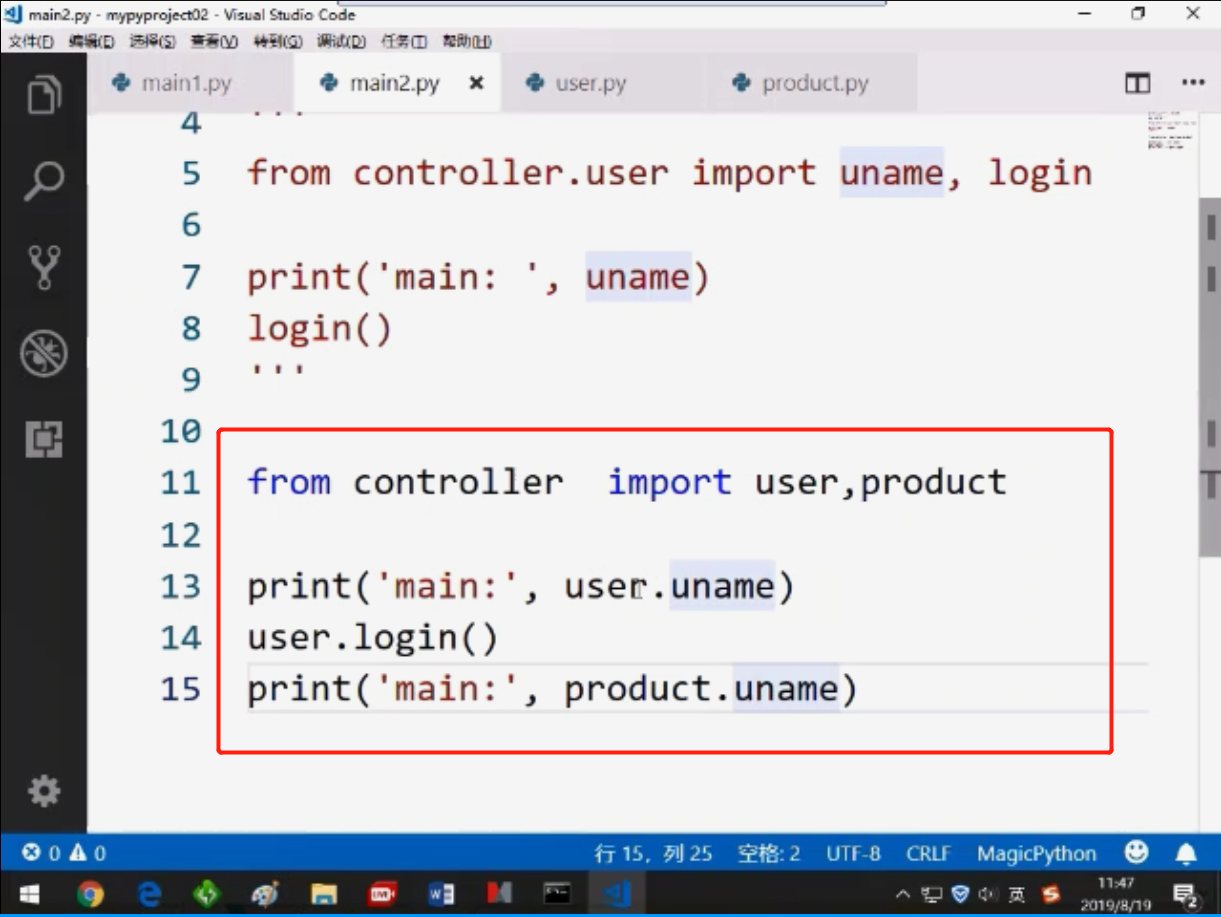 main2.py - mypyproject02 - Visual Studio Code
文件(F) 编辑(E) 选择(S) 查看(V) 转到(G) 调试(D) 任务(T) 帮助(H)
main1.py main2.py user.py product.py
4 '''
5 from controller.user import uname, login
6
7 print('main: ', uname)
8 login()
9 '''
10
11 from controller  import user,product
12
13 print('main:', user.uname)
14 user.login()
15 print('main:', product.uname)
0 0 行 15，列 25 空格: 2 UTF-8 CRLF MagicPython
英 11:47
2019/8/19 2